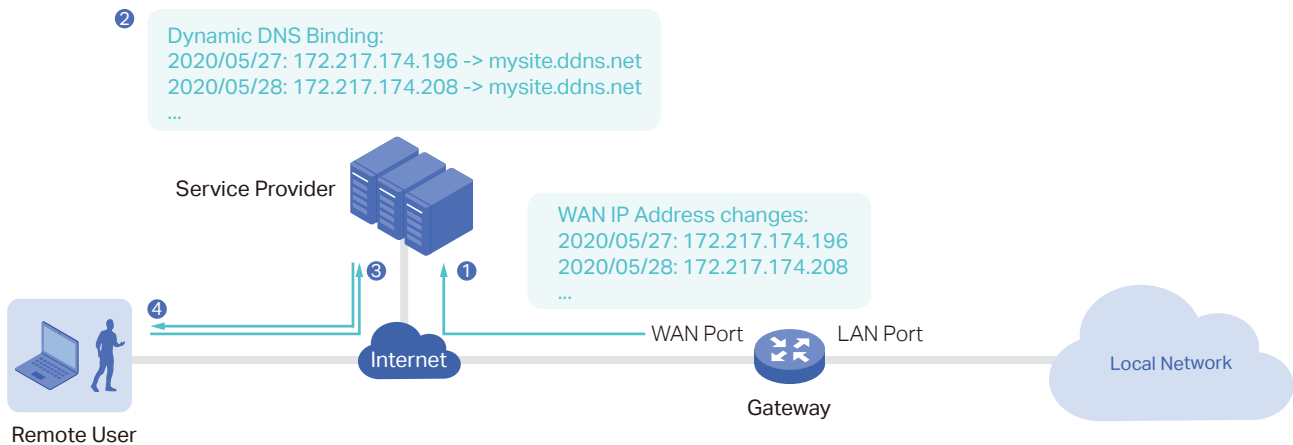 2
Dynamic DNS Binding:
2020/05/27: 172.217.174.196 -> mysite.ddns.net
2020/05/28: 172.217.174.208 -> mysite.ddns.net
...
Service Provider
WAN IP Address changes:
2020/05/27: 172.217.174.196
2020/05/28: 172.217.174.208
...
3
1
4
WAN Port
LAN Port
Internet
Local Network
Gateway
Remote User